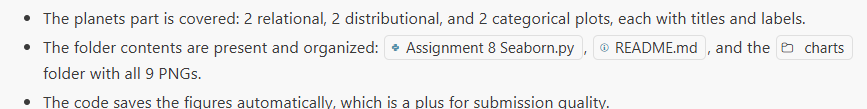 • The planets part is covered: 2 relational, 2 distributional, and 2 categorical plots, each with titles and labels.
• The folder contents are present and organized: Assignment 8 Seaborn.py , README.md , and the charts
folder with all 9 PNGs.
• The code saves the figures automatically, which is a plus for submission quality.